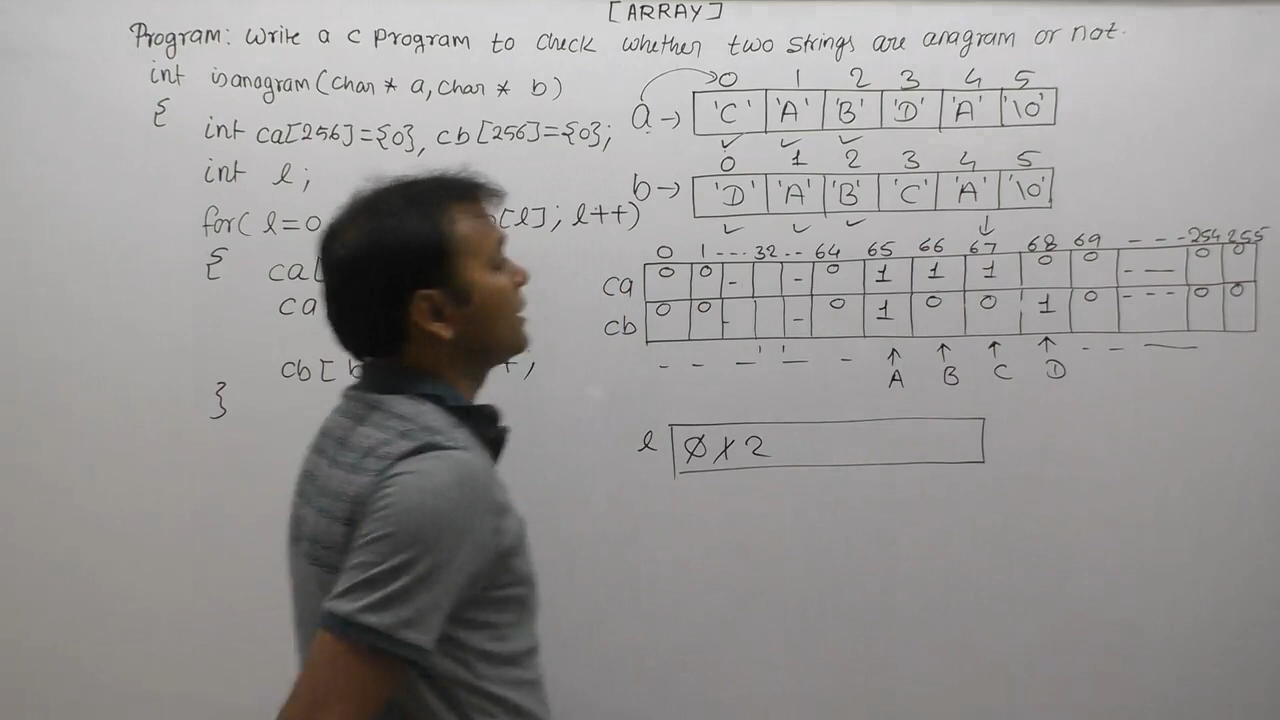 [ARRAY]
Program: Write a c program to check whether two strings are anagram or not.
int isanagram(char * a, char * b)
{
int ca[256]={0}, cb[256]={0};
int l;
for( l=0 [l]; l++)
{ ca[
ca
cb[ b ;
}
0 1 2 3 4 5
a→ 'C' 'A' 'B' 'D' 'A' '\0'
0 1 2 3 4 5
b→ 'D' 'A' 'B' 'C' 'A' '\0'
0 1 --- 32 -- 64 65 66 67 68 69 - - - 254 255
ca 0 0 - - 0 1 1 1 0 0 - — 0 0
cb 0 0 - - 0 1 0 0 1 0 - - - 0 0
A B C D
l 0 1 2